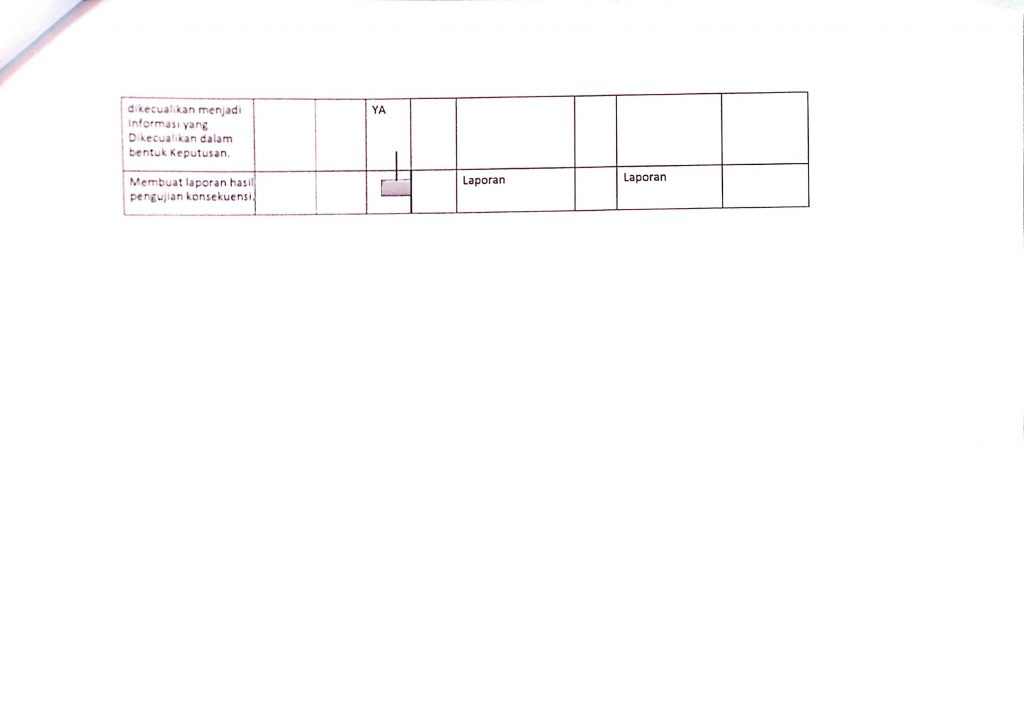 dikecualikan menjadi
Informasi yang
Dikecualikan dalam
bentuk Keputusan.
YA
Membuat laporan hasil
pengujian konsekuensi.
Laporan
Laporan